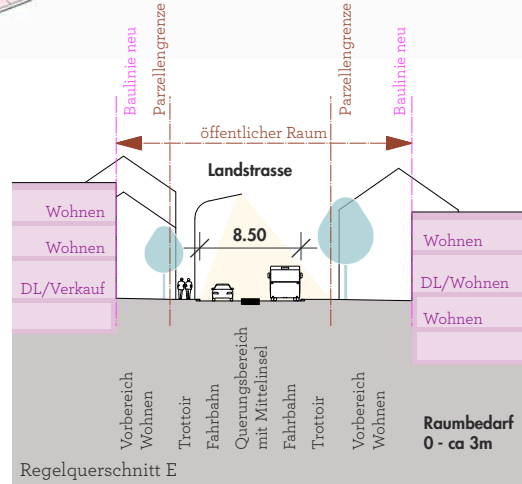 Baulinie neu
Parzellengrenze
Parzellengrenze
Baulinie neu
öffentlicher Raum
Landstrasse
8.50
Wohnen
Wohnen
DL/Verkauf
Wohnen
DL/Wohnen
Wohnen
Vorbereich
Wohnen
Trottoir
Fahrbahn
Querungsbereich
mit Mittelinsel
Fahrbahn
Trottoir
Vorbereich
Wohnen
Raumbedarf
0 - ca 3m
Regelquerschnitt E